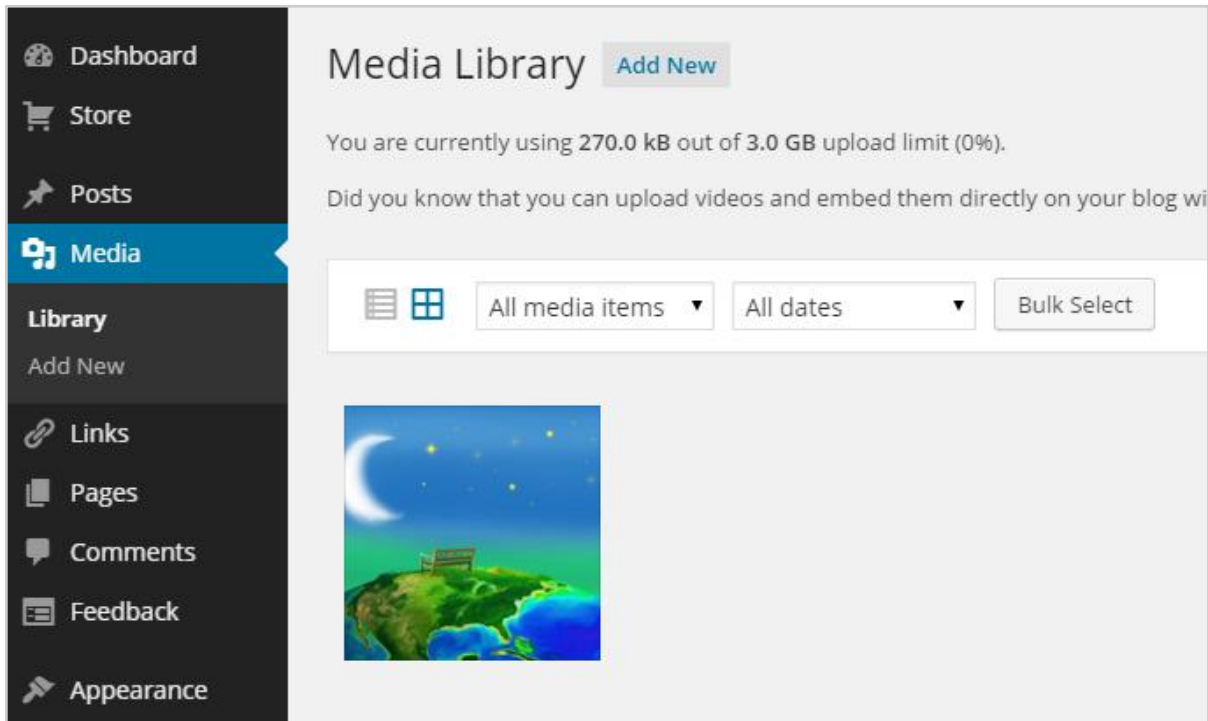 Dashboard
Store
Posts
Media
Library
Add New
Links
Pages
Comments
Feedback
Appearance
Media Library Add New
You are currently using 270.0 kB out of 3.0 GB upload limit (0%).
Did you know that you can upload videos and embed them directly on your blog wi
All media items All dates Bulk Select